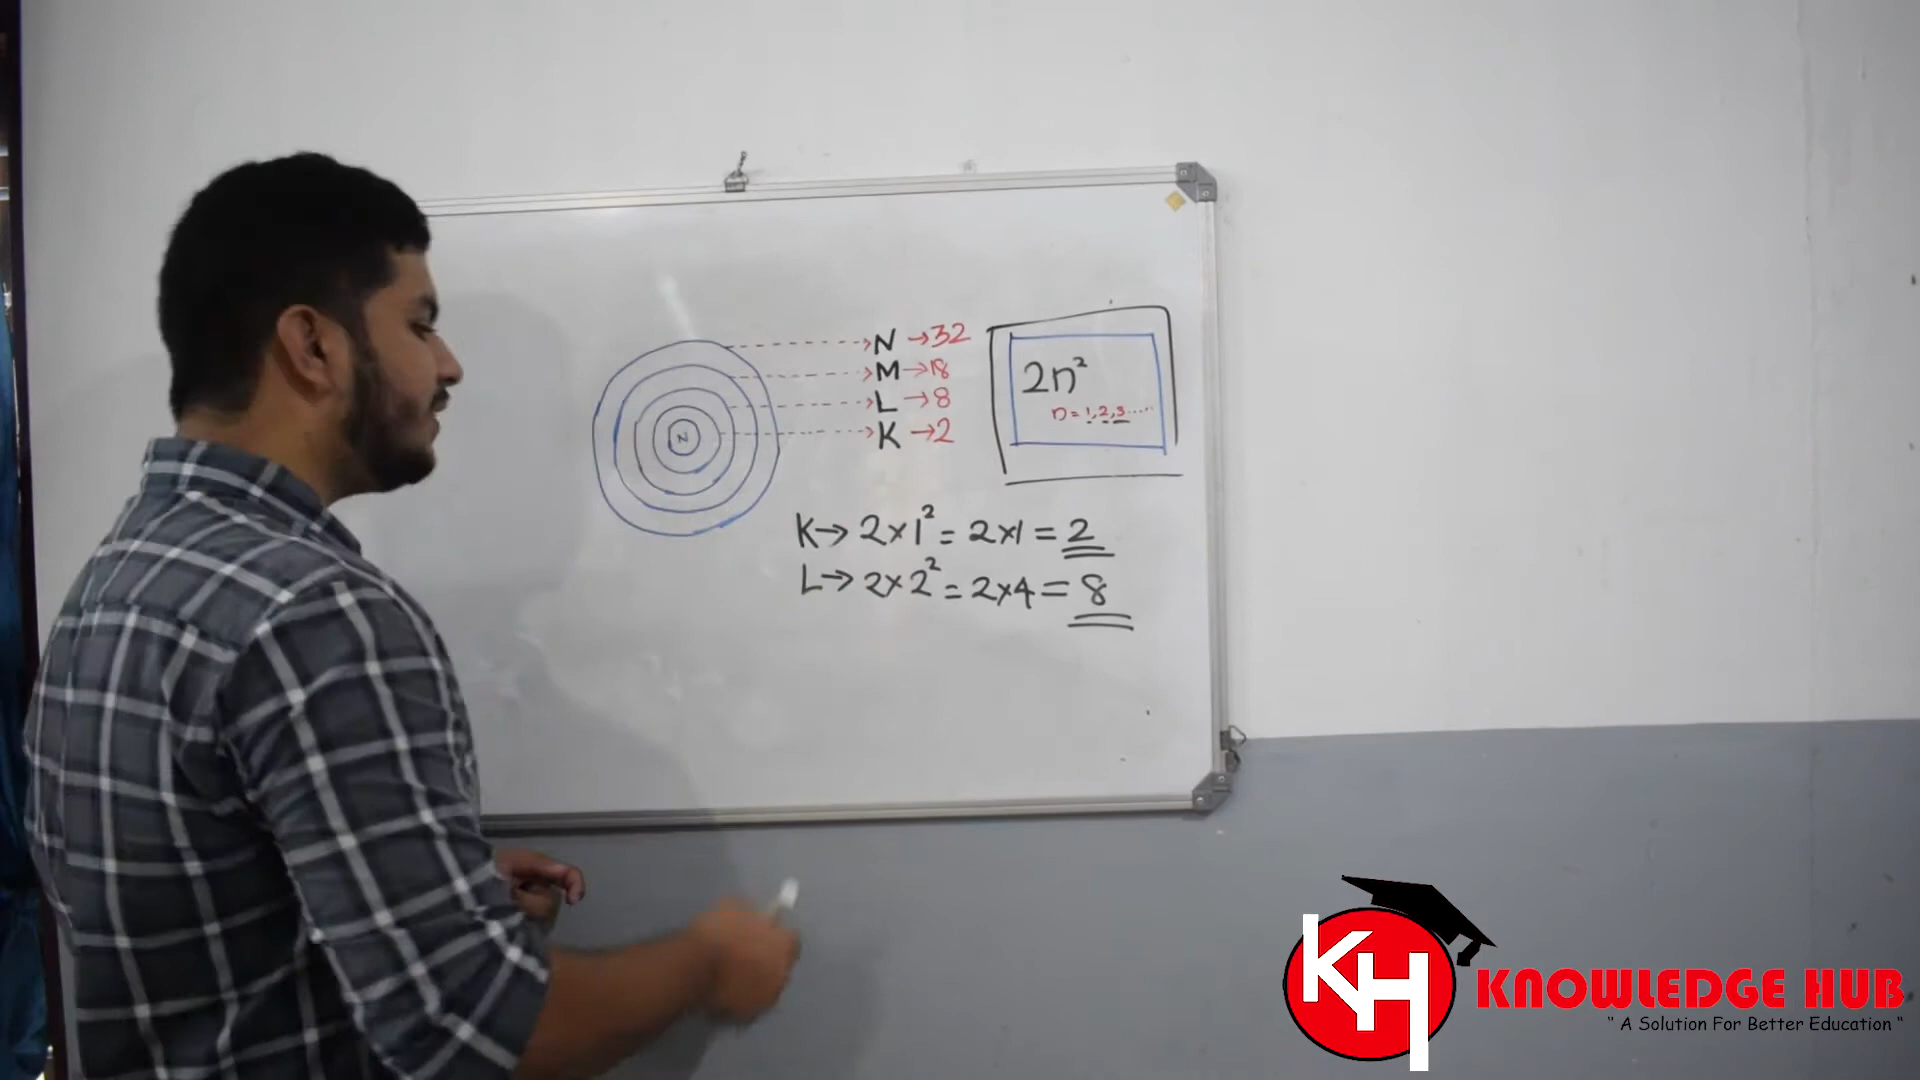 N
N →32
M →18
L →8
K →2
2n²
n = 1,2,3.....
K→ 2×1² = 2×1 = 2
L→ 2×2² = 2×4 = 8
KH
KNOWLEDGE HUB
" A Solution For Better Education "